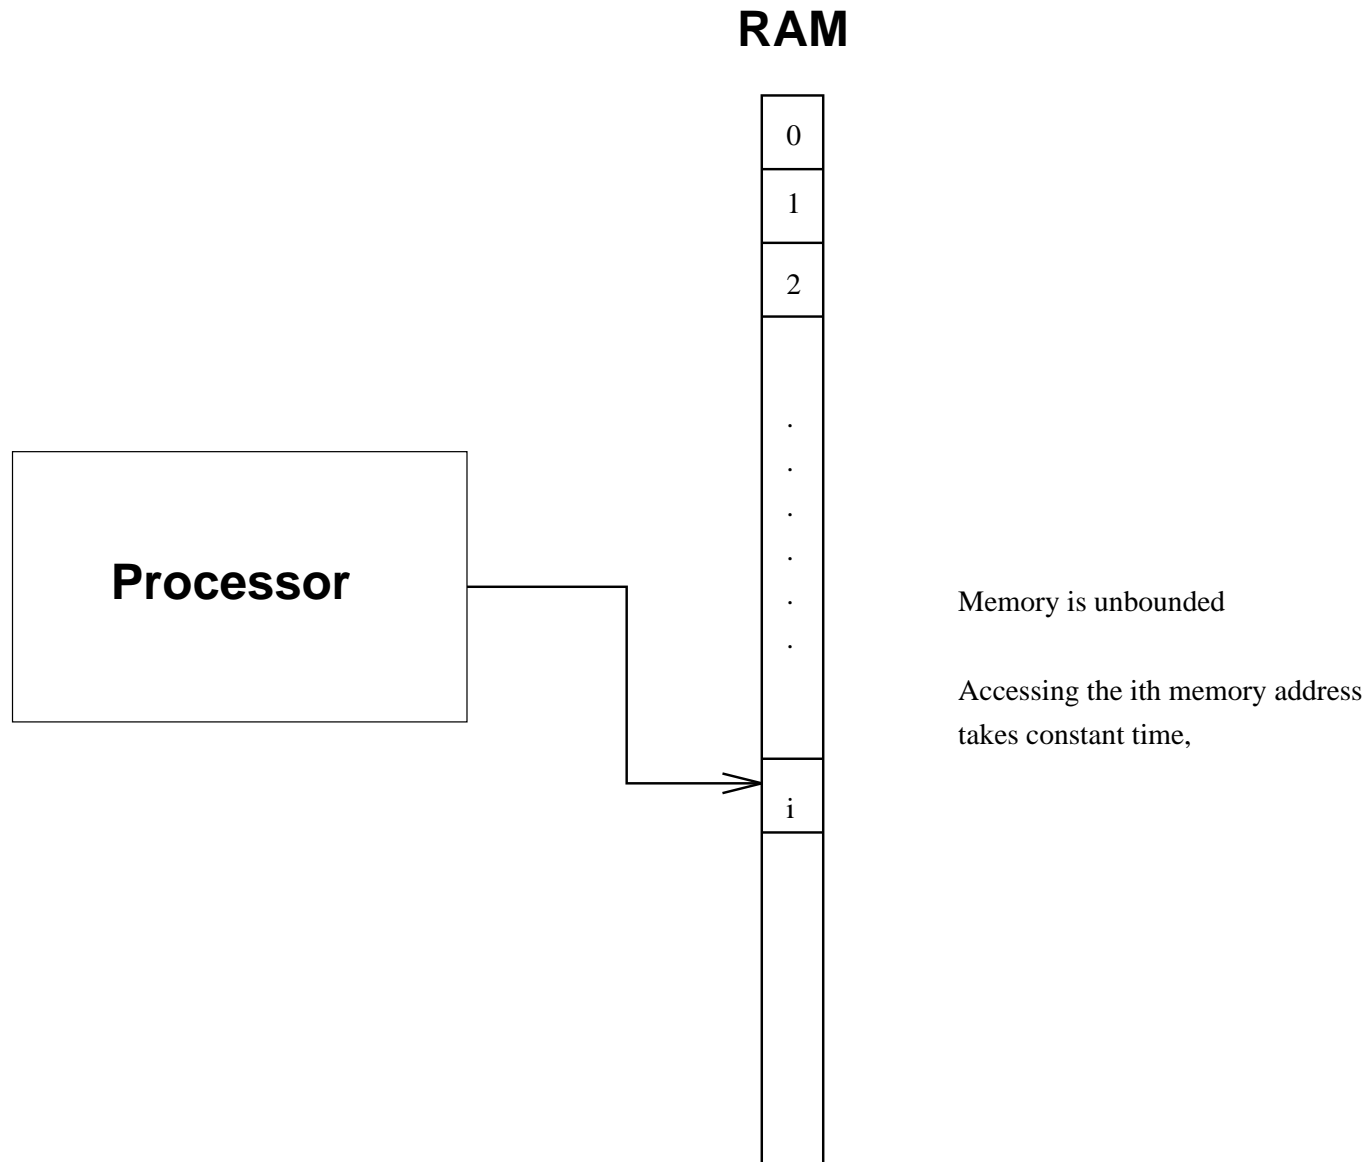 RAM
0
1
2
.
.
.
.
.
.
Processor
i
Memory is unbounded
Accessing the ith memory address
takes constant time,